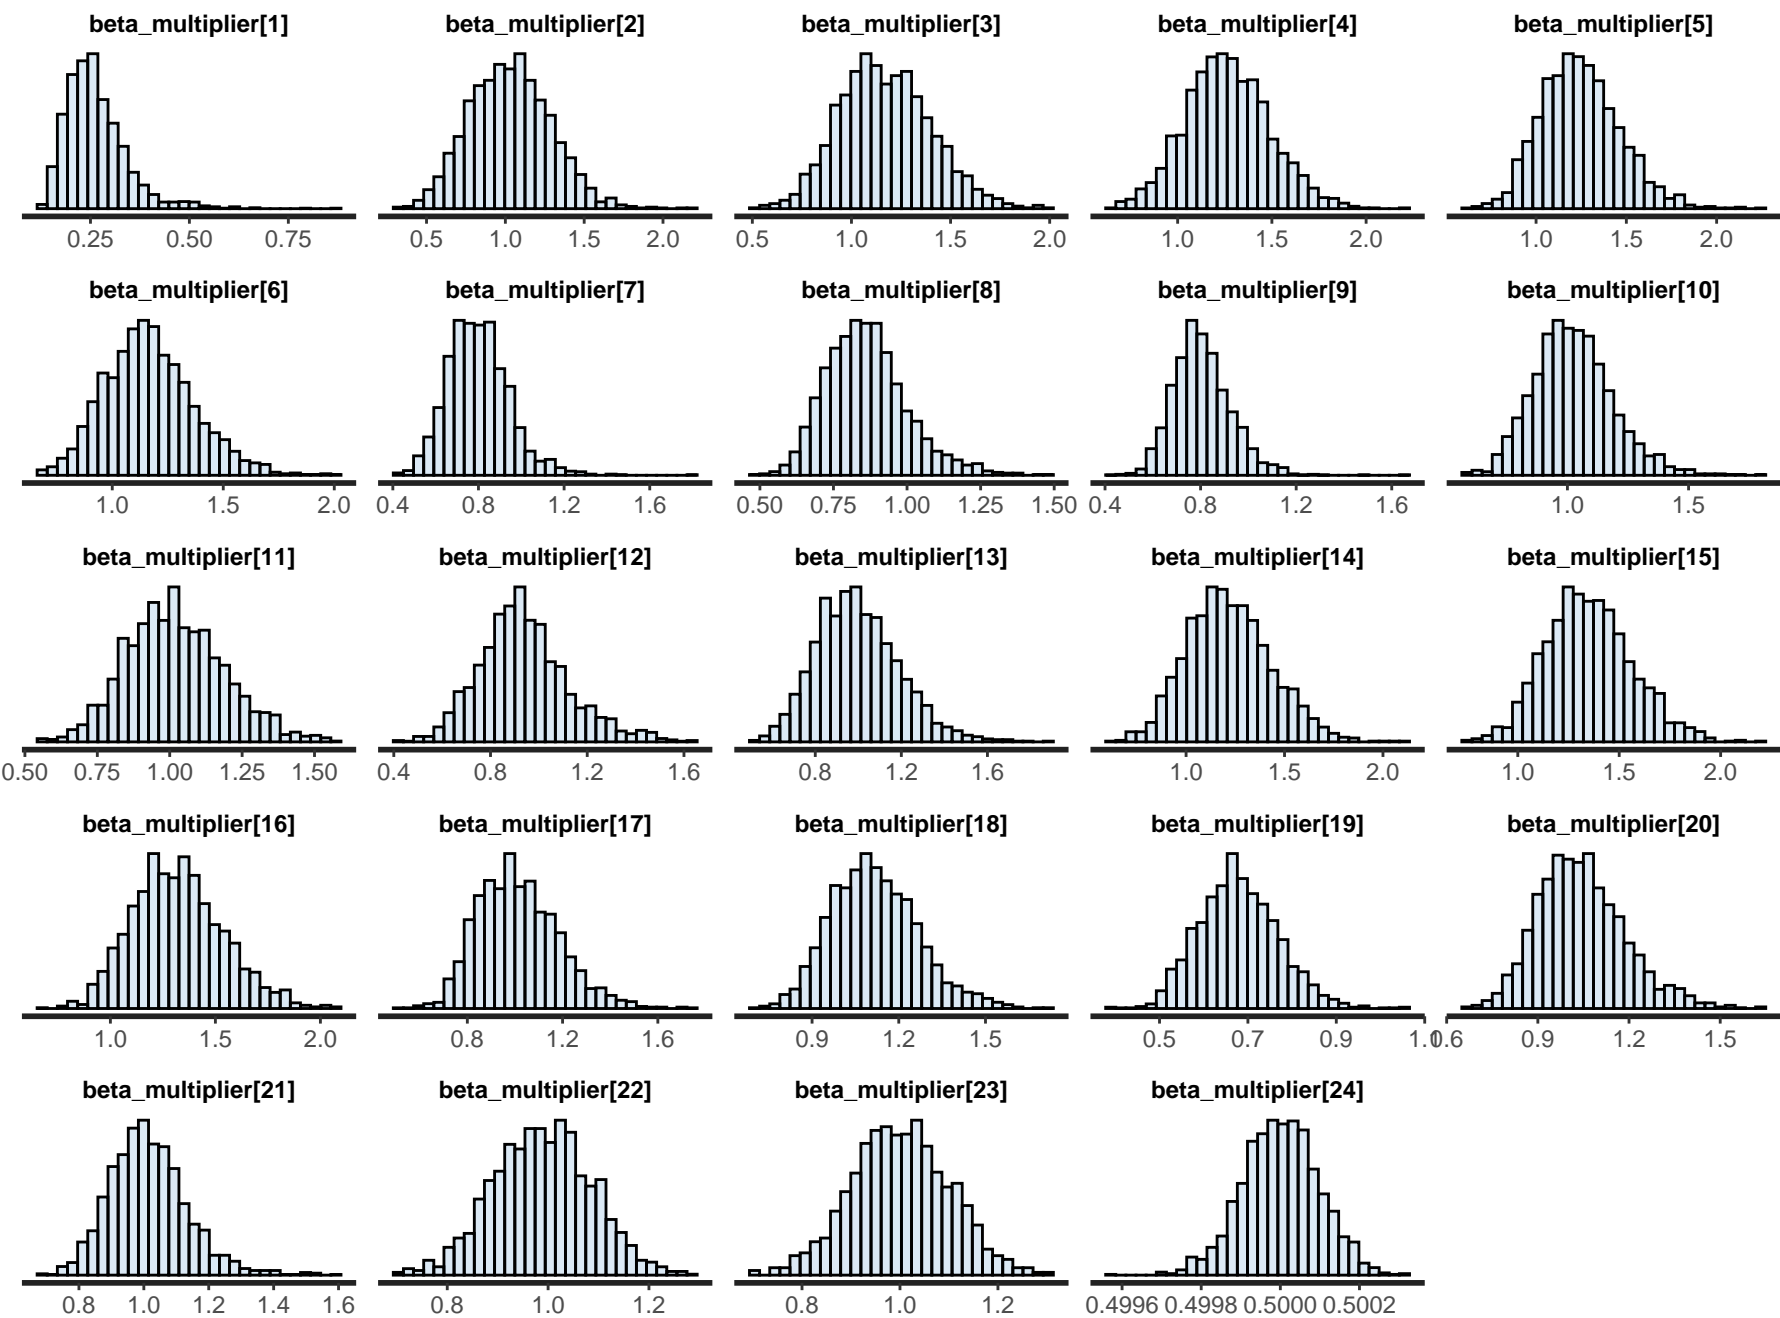 beta_multiplier[1] beta_multiplier[2] beta_multiplier[3] beta_multiplier[4] beta_multiplier[5]
0.25 0.50 0.75 0.5 1.0 1.5 2.0 0.5 1.0 1.5 2.0 1.0 1.5 2.0 1.0 1.5 2.0
beta_multiplier[6] beta_multiplier[7] beta_multiplier[8] beta_multiplier[9] beta_multiplier[10]
1.0 1.5 2.0 0.4 0.8 1.2 1.6 0.50 0.75 1.00 1.25 1.50 0.4 0.8 1.2 1.6 1.0 1.5
beta_multiplier[11] beta_multiplier[12] beta_multiplier[13] beta_multiplier[14] beta_multiplier[15]
0.50 0.75 1.00 1.25 1.50 0.4 0.8 1.2 1.6 0.8 1.2 1.6 1.0 1.5 2.0 1.0 1.5 2.0
beta_multiplier[16] beta_multiplier[17] beta_multiplier[18] beta_multiplier[19] beta_multiplier[20]
1.0 1.5 2.0 0.8 1.2 1.6 0.9 1.2 1.5 0.5 0.7 0.9 0.6 0.9 1.2 1.5
beta_multiplier[21] beta_multiplier[22] beta_multiplier[23] beta_multiplier[24]
0.8 1.0 1.2 1.4 1.6 0.8 1.0 1.2 0.8 1.0 1.2 0.4996 0.4998 0.5000 0.5002